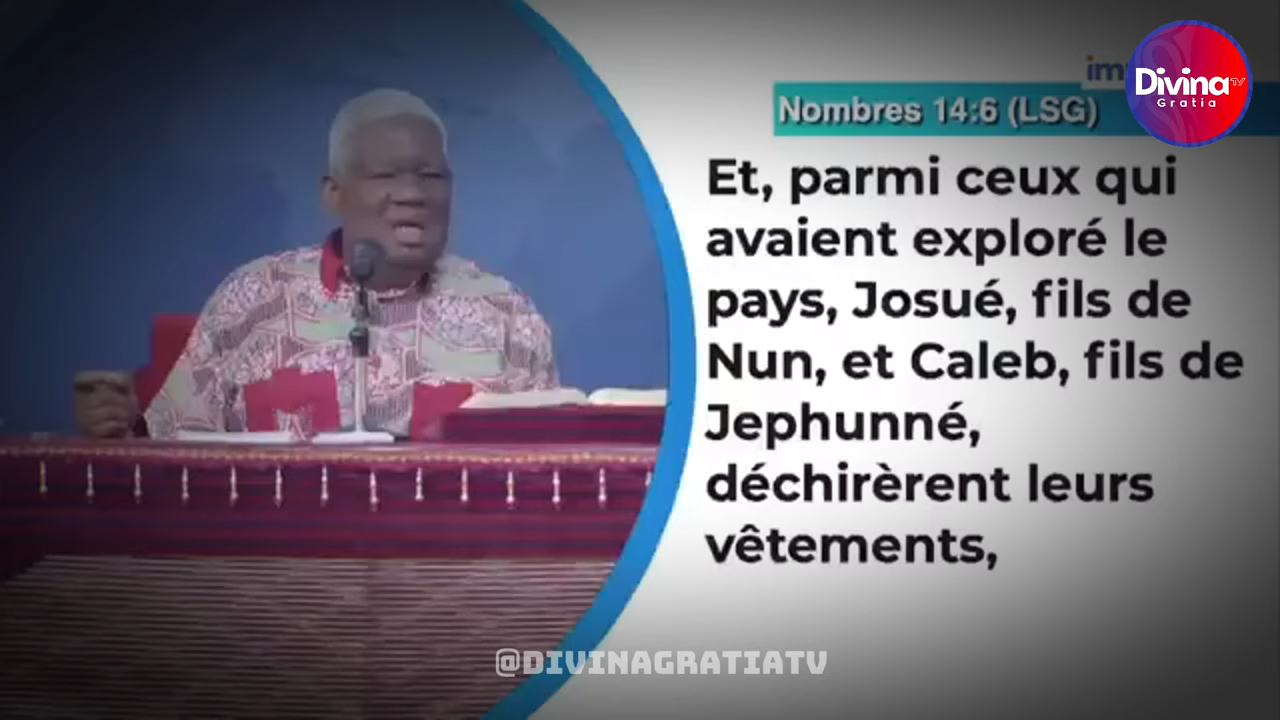 Divina TV
Gratia
Nombres 14:6 (LSG)
Et, parmi ceux qui
avaient exploré le
pays, Josué, fils de
Nun, et Caleb, fils de
Jephunné,
déchirèrent leurs
vêtements,
@DIVINAGRATIATV